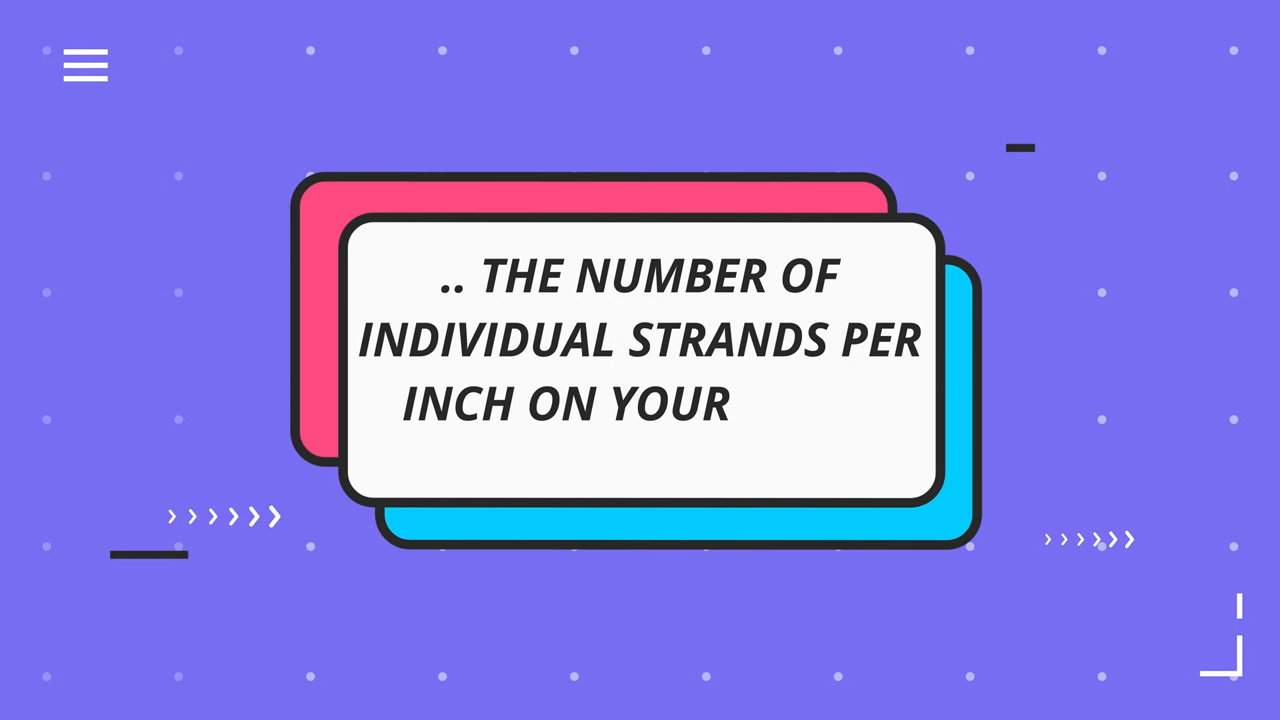 .. THE NUMBER OF
INDIVIDUAL STRANDS PER
INCH ON YOUR